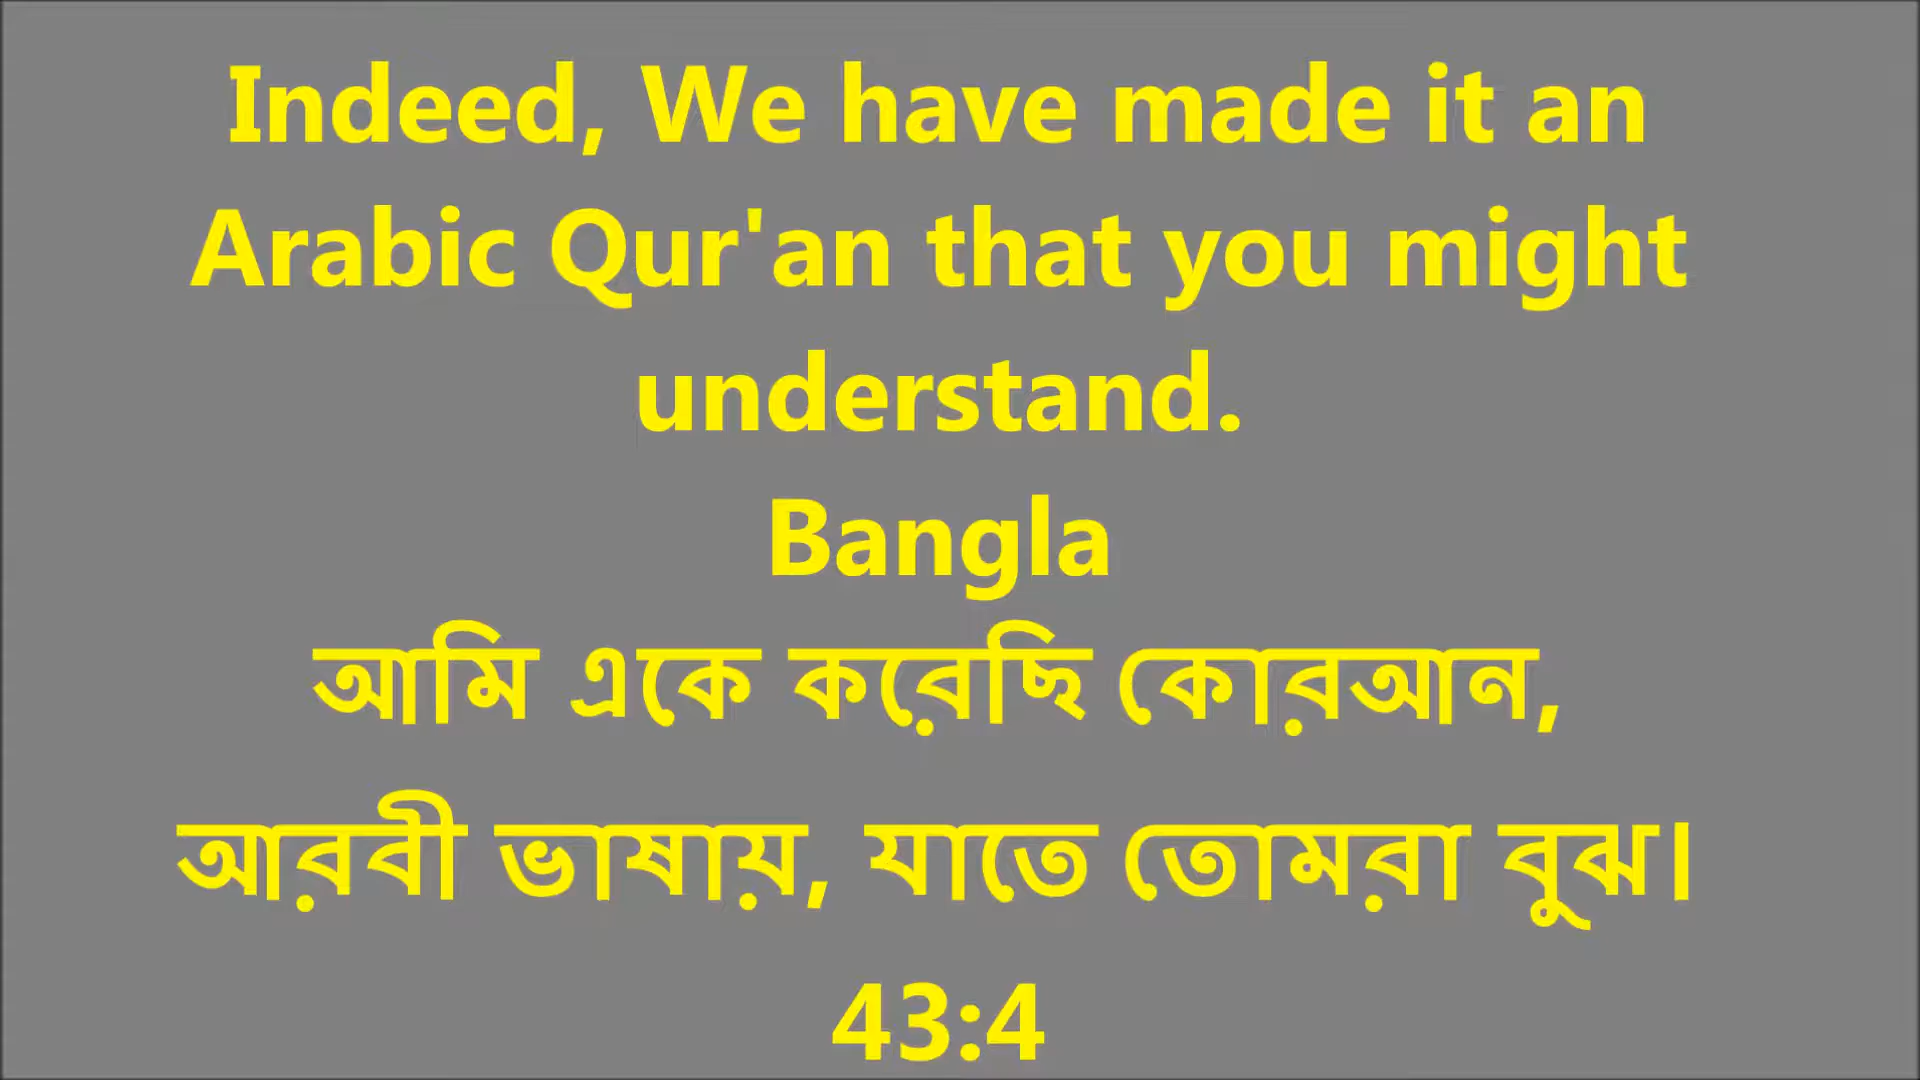 Indeed, We have made it an
Arabic Qur'an that you might
understand.
Bangla
আমি একে করেছি কোরআন,
আরবী ভাষায়, যাতে তোমরা বুঝ।
43:4